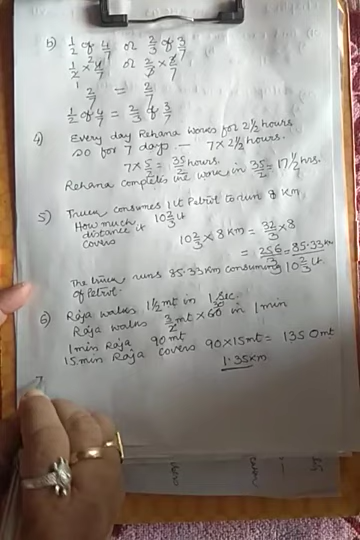 b) 1/2 of 4/7 or 2/3 of 3/7
1/2 × 4/7 or 2/3 × 3/7
2/7 = 2/7
1/2 of 4/7 = 2/3 of 3/7
4) Every day Rehana works for 2 1/2 hours
So for 7 days — 7 × 2 1/2 hours.
7 × 5/2 = 35/2 hours.
Rehana completes the work in 35/2 = 17 1/2 hrs.
5) Truck consumes 1 lt Petrol to run 8 km
How much distance it covers 10 2/3 lt
10 2/3 × 8 km = 32/3 × 8
= 256/3 = 85.33 km
The truck runs 85.33 km consuming 10 2/3 lt
of Petrol.
6) Raja walks 1 1/2 mt in 1 sec.
Raja walks 3/2 mt × 60 in 1 min
1 min Raja 90 mt
15 min Raja covers 90 × 15 mt = 1350 mt
1.35 km
7